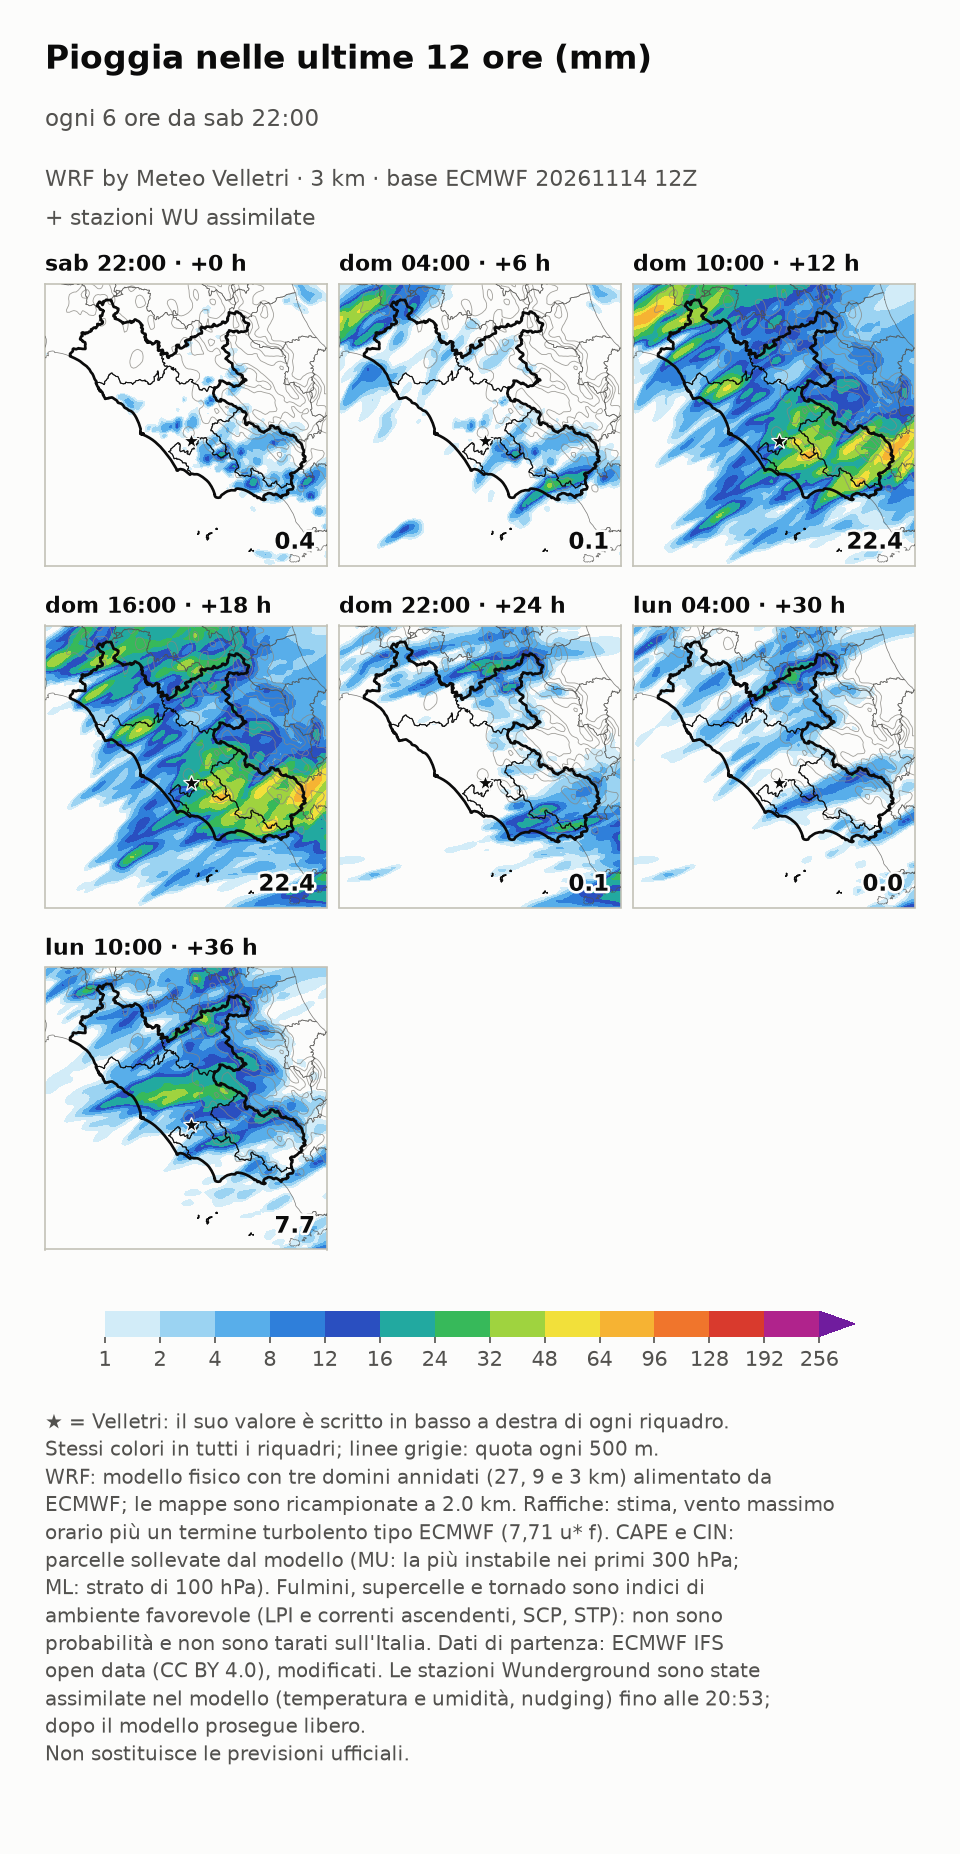 Pioggia nelle ultime 12 ore (mm)
ogni 6 ore da sab 22:00
WRF by Meteo Velletri · 3 km · base ECMWF 20261114 12Z
+ stazioni WU assimilate
sab 22:00 · +0 h
dom 04:00 · +6 h
dom 10:00 · +12 h
0.4
0.1
22.4
dom 16:00 · +18 h
dom 22:00 · +24 h
lun 04:00 · +30 h
22.4
0.1
0.0
lun 10:00 · +36 h
7.7
1 2 4 8 12 16 24 32 48 64 96 128 192 256
★ = Velletri: il suo valore è scritto in basso a destra di ogni riquadro.
Stessi colori in tutti i riquadri; linee grigie: quota ogni 500 m.
WRF: modello fisico con tre domini annidati (27, 9 e 3 km) alimentato da
ECMWF; le mappe sono ricampionate a 2.0 km. Raffiche: stima, vento massimo
orario più un termine turbolento tipo ECMWF (7,71 u* f). CAPE e CIN:
parcelle sollevate dal modello (MU: la più instabile nei primi 300 hPa;
ML: strato di 100 hPa). Fulmini, supercelle e tornado sono indici di
ambiente favorevole (LPI e correnti ascendenti, SCP, STP): non sono
probabilità e non sono tarati sull'Italia. Dati di partenza: ECMWF IFS
open data (CC BY 4.0), modificati. Le stazioni Wunderground sono state
assimilate nel modello (temperatura e umidità, nudging) fino alle 20:53;
dopo il modello prosegue libero.
Non sostituisce le previsioni ufficiali.